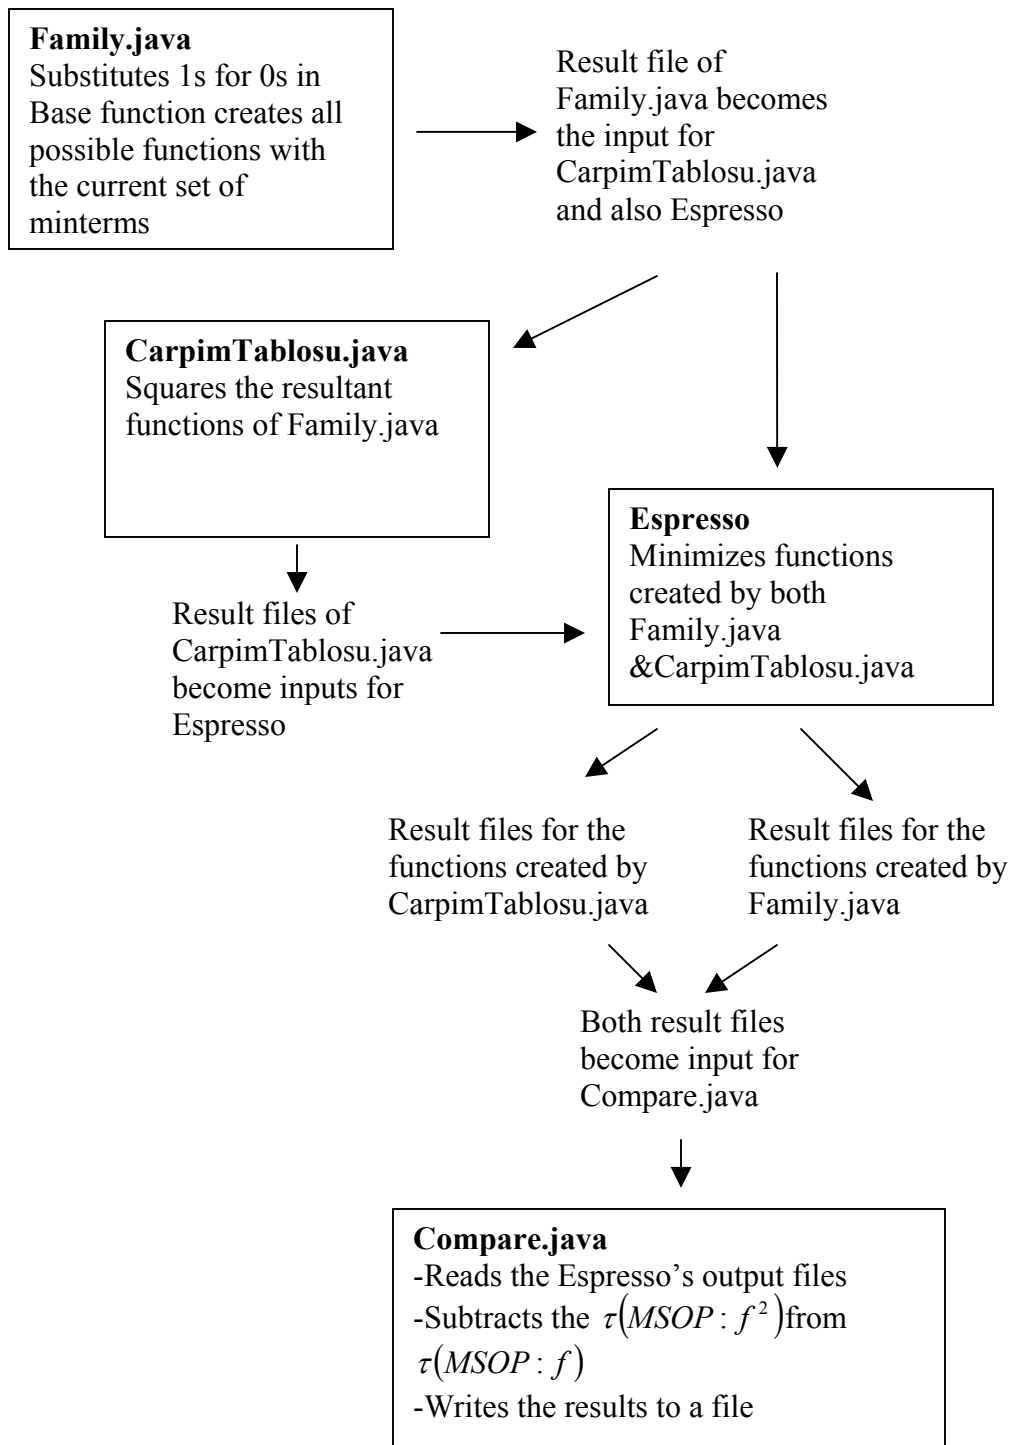 Family.java
Substitutes 1s for 0s in
Base function creates all
possible functions with
the current set of
minterms
Result file of
Family.java becomes
the input for
CarpimTablosu.java
and also Espresso
CarpimTablosu.java
Squares the resultant
functions of Family.java
Espresso
Minimizes functions
created by both
Family.java
&CarpimTablosu.java
Result files of
CarpimTablosu.java
become inputs for
Espresso
Result files for the
functions created by
CarpimTablosu.java
Result files for the
functions created by
Family.java
Both result files
become input for
Compare.java
Compare.java
-Reads the Espresso’s output files
-Subtracts the τ(MSOP : f²)from
τ(MSOP : f)
-Writes the results to a file